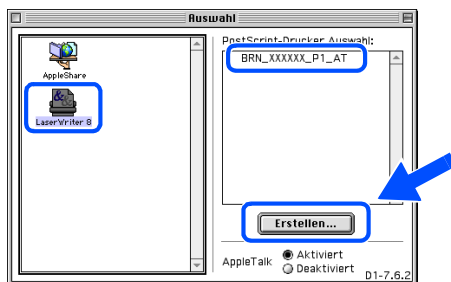 Auswahl
AppleShare
LaserWriter 8
PostScript-Drucker Auswahl:
BRN_XXXXXX_P1_AT
Erstellen...
AppleTalk
Aktiviert
Deaktiviert
D1-7.6.2